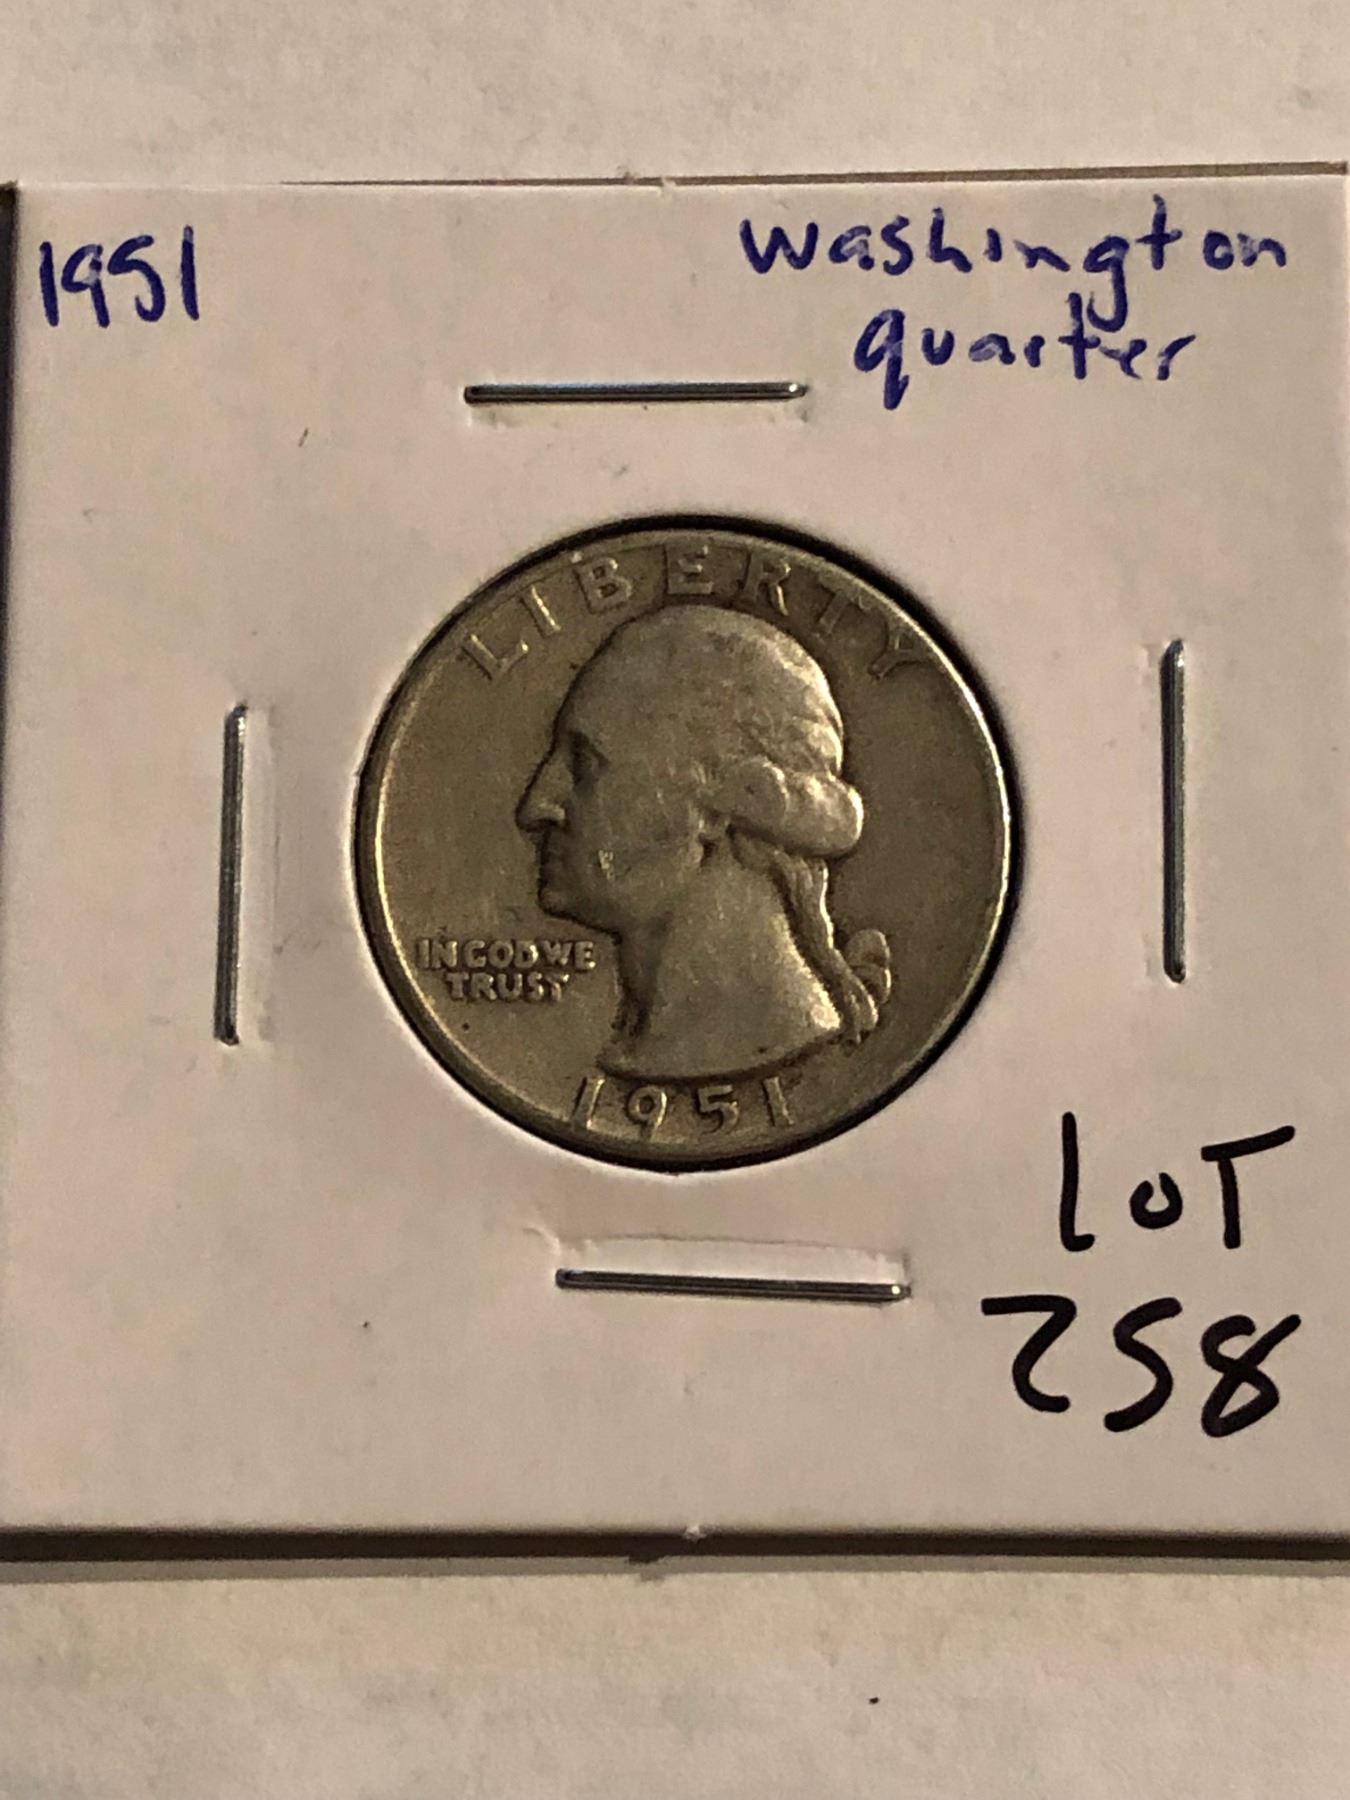 1951
Washington
quarter
LIBERTY
IN GOD WE
TRUST
1951
LOT
258